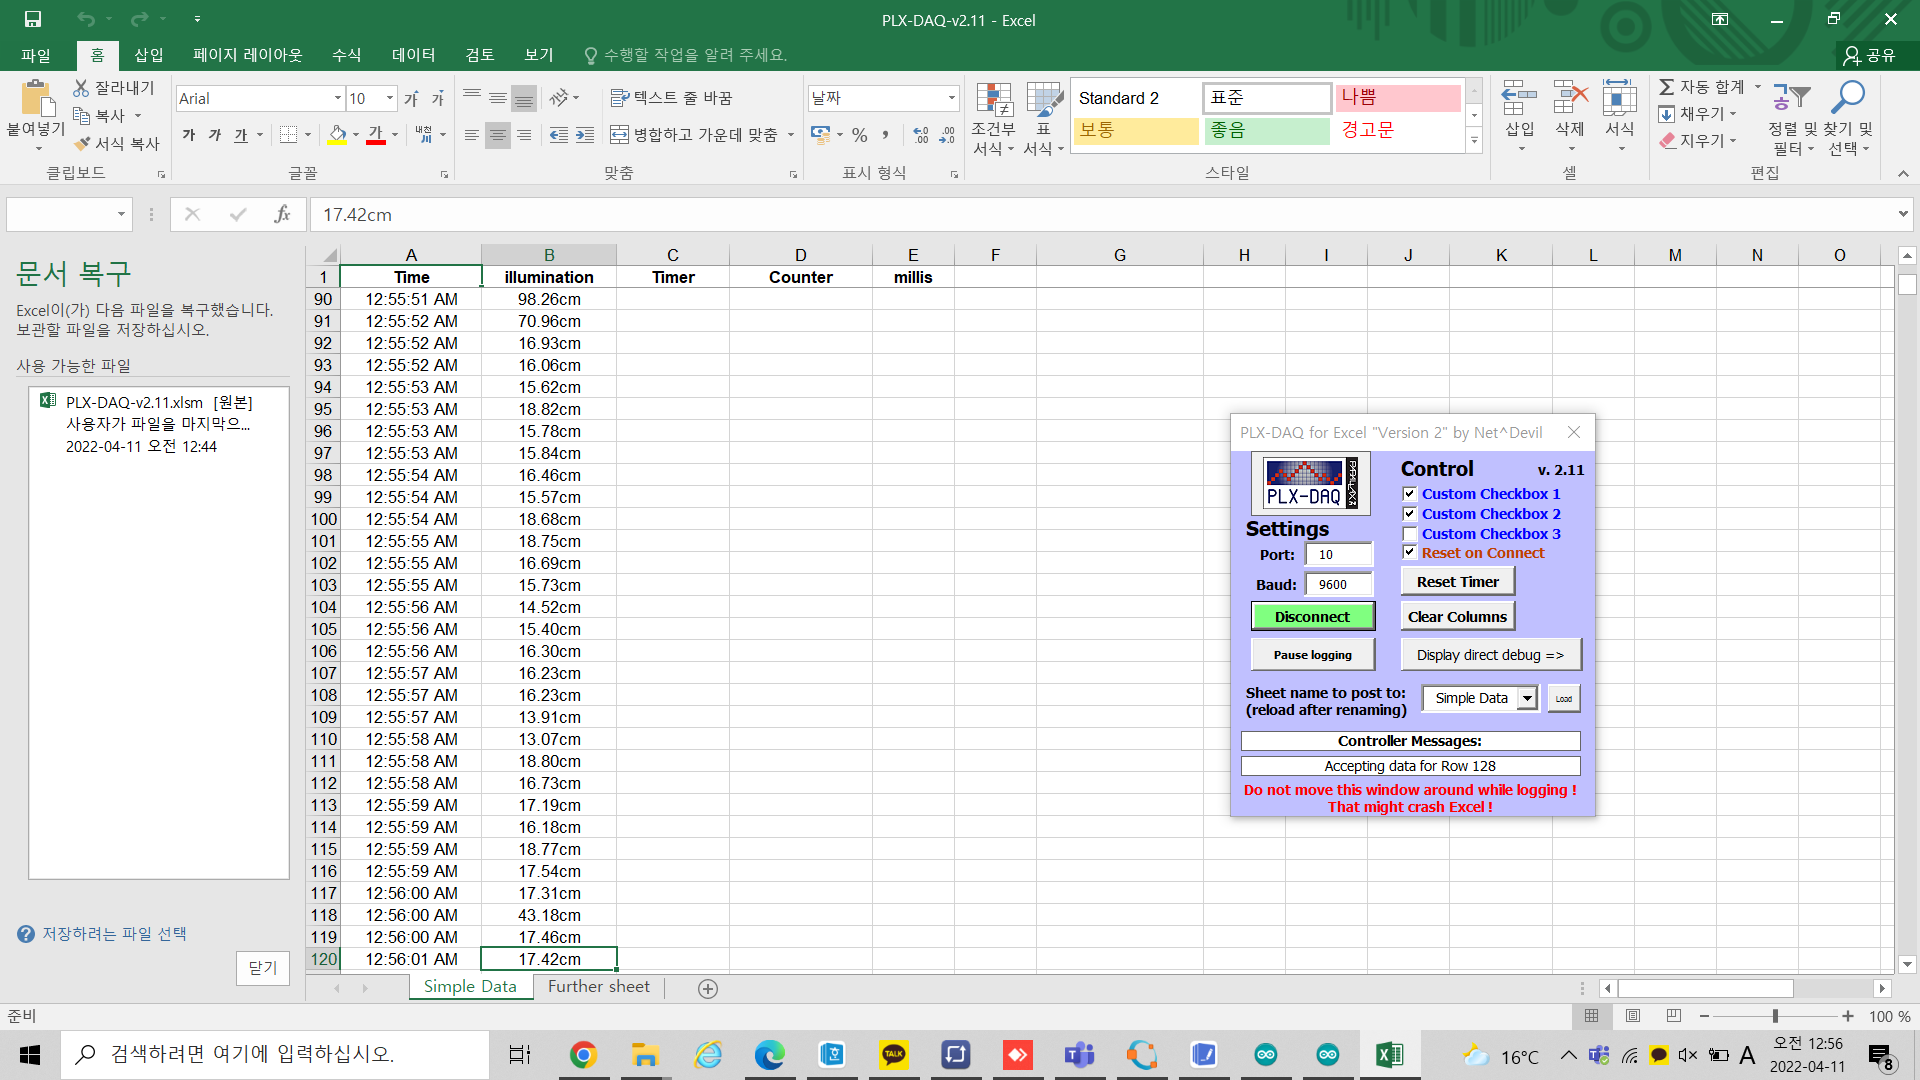 PLX-DAQ-v2.11 - Excel
파일 홈 삽입 페이지 레이아웃 수식 데이터 검토 보기 수행할 작업을 알려 주세요. 공유
붙여넣기
잘라내기
복사
서식 복사
클립보드
Arial 10 가 가
가 가 가 가 내천
글꼴
텍스트 줄 바꿈
병합하고 가운데 맞춤
맞춤
날짜
% , .00 .00
표시 형식
조건부 서식
표 서식
Standard 2 표준 나쁨
보통 좋음 경고문
스타일
삽입 삭제 서식
셀
자동 합계
채우기
지우기
정렬 및 필터
찾기 및 선택
편집
fx 17.42cm
문서 복구
Excel이(가) 다음 파일을 복구했습니다.
보관할 파일을 저장하십시오.
사용 가능한 파일
PLX-DAQ-v2.11.xlsm [원본]
사용자가 파일을 마지막으...
2022-04-11 오전 12:44
저장하려는 파일 선택
닫기
A B C D E F G H I J K L M N O
1 Time illumination Timer Counter millis
90 12:55:51 AM 98.26cm
91 12:55:52 AM 70.96cm
92 12:55:52 AM 16.93cm
93 12:55:52 AM 16.06cm
94 12:55:53 AM 15.62cm
95 12:55:53 AM 18.82cm
96 12:55:53 AM 15.78cm
97 12:55:53 AM 15.84cm
98 12:55:54 AM 16.46cm
99 12:55:54 AM 15.57cm
100 12:55:54 AM 18.68cm
101 12:55:55 AM 18.75cm
102 12:55:55 AM 16.69cm
103 12:55:55 AM 15.73cm
104 12:55:56 AM 14.52cm
105 12:55:56 AM 15.40cm
106 12:55:56 AM 16.30cm
107 12:55:57 AM 16.23cm
108 12:55:57 AM 16.23cm
109 12:55:57 AM 13.91cm
110 12:55:58 AM 13.07cm
111 12:55:58 AM 18.80cm
112 12:55:58 AM 16.73cm
113 12:55:59 AM 17.19cm
114 12:55:59 AM 16.18cm
115 12:55:59 AM 18.77cm
116 12:55:59 AM 17.54cm
117 12:56:00 AM 17.31cm
118 12:56:00 AM 43.18cm
119 12:56:00 AM 17.46cm
120 12:56:01 AM 17.42cm
PLX-DAQ for Excel "Version 2" by Net^Devil
PLX-DAQ PARALLAX
Control v. 2.11
Custom Checkbox 1
Custom Checkbox 2
Custom Checkbox 3
Reset on Connect
Settings
Port: 10
Baud: 9600
Reset Timer
Disconnect
Clear Columns
Pause logging
Display direct debug =>
Sheet name to post to:
(reload after renaming)
Simple Data
Load
Controller Messages:
Accepting data for Row 128
Do not move this window around while logging !
That might crash Excel !
Simple Data Further sheet
준비
100 %
검색하려면 여기에 입력하십시오.
TALK
16°C
A
오전 12:56
2022-04-11
8